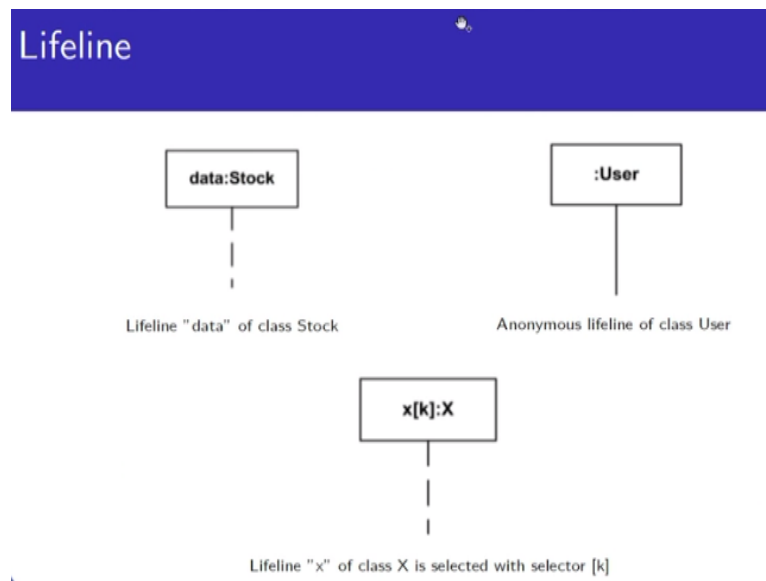 Lifeline
data:Stock
:User
Lifeline "data" of class Stock
Anonymous lifeline of class User
x[k]:X
Lifeline "x" of class X is selected with selector [k]